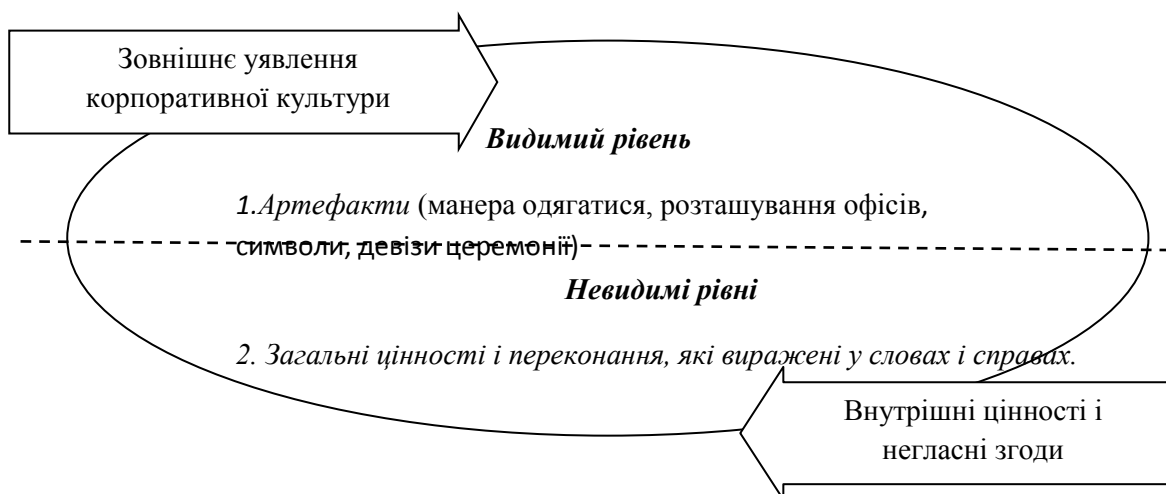 Зовнішнє уявлення
корпоративної культури
Видимий рівень
1.Артефакти (манера одягатися, розташування офісів,
символи, девізи церемонії)
Невидимі рівні
2. Загальні цінності і переконання, які виражені у словах і справах.
Внутрішні цінності і
негласні згоди